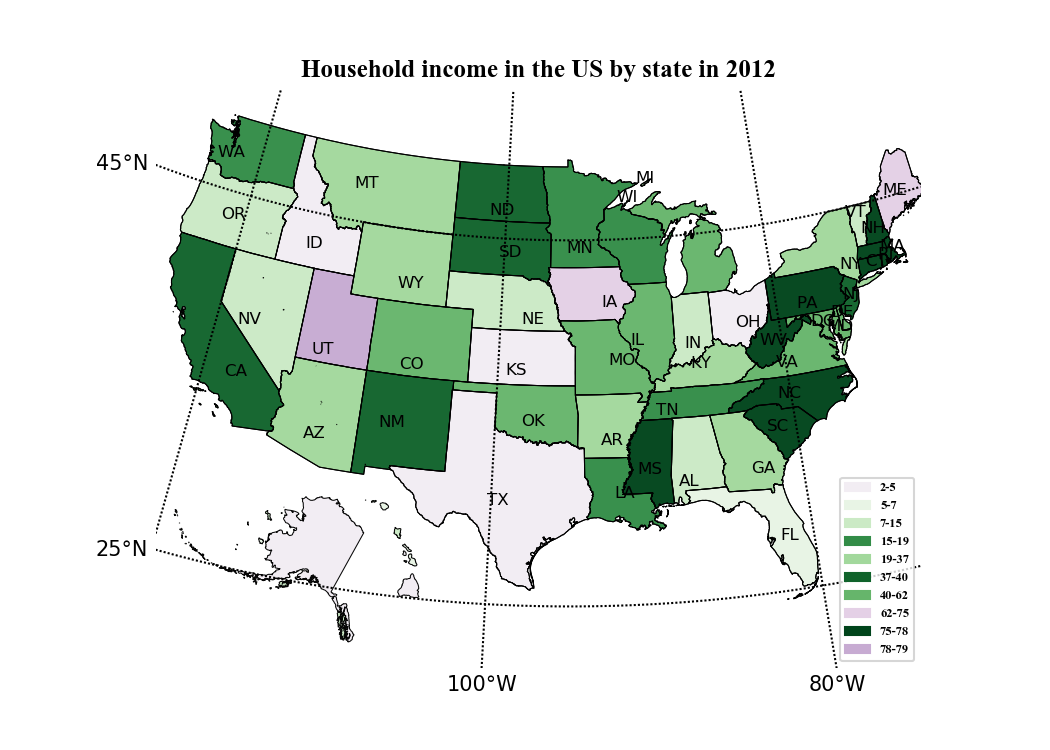 Household income in the US by state in 2012
45°N
25°N
100°W
80°W
WA
OR
CA
ID
NV
MT
WY
UT
AZ
CO
NM
ND
SD
NE
KS
OK
TX
MN
IA
MO
AR
LA
WI
MI
IL
IN
OH
KY
TN
MS
AL
GA
FL
SC
NC
VA
WV
PA
NY
VT
NH
ME
MA
CT
NJ
DE
DC
MD
2-5
5-7
7-15
15-19
19-37
37-40
40-62
62-75
75-78
78-79